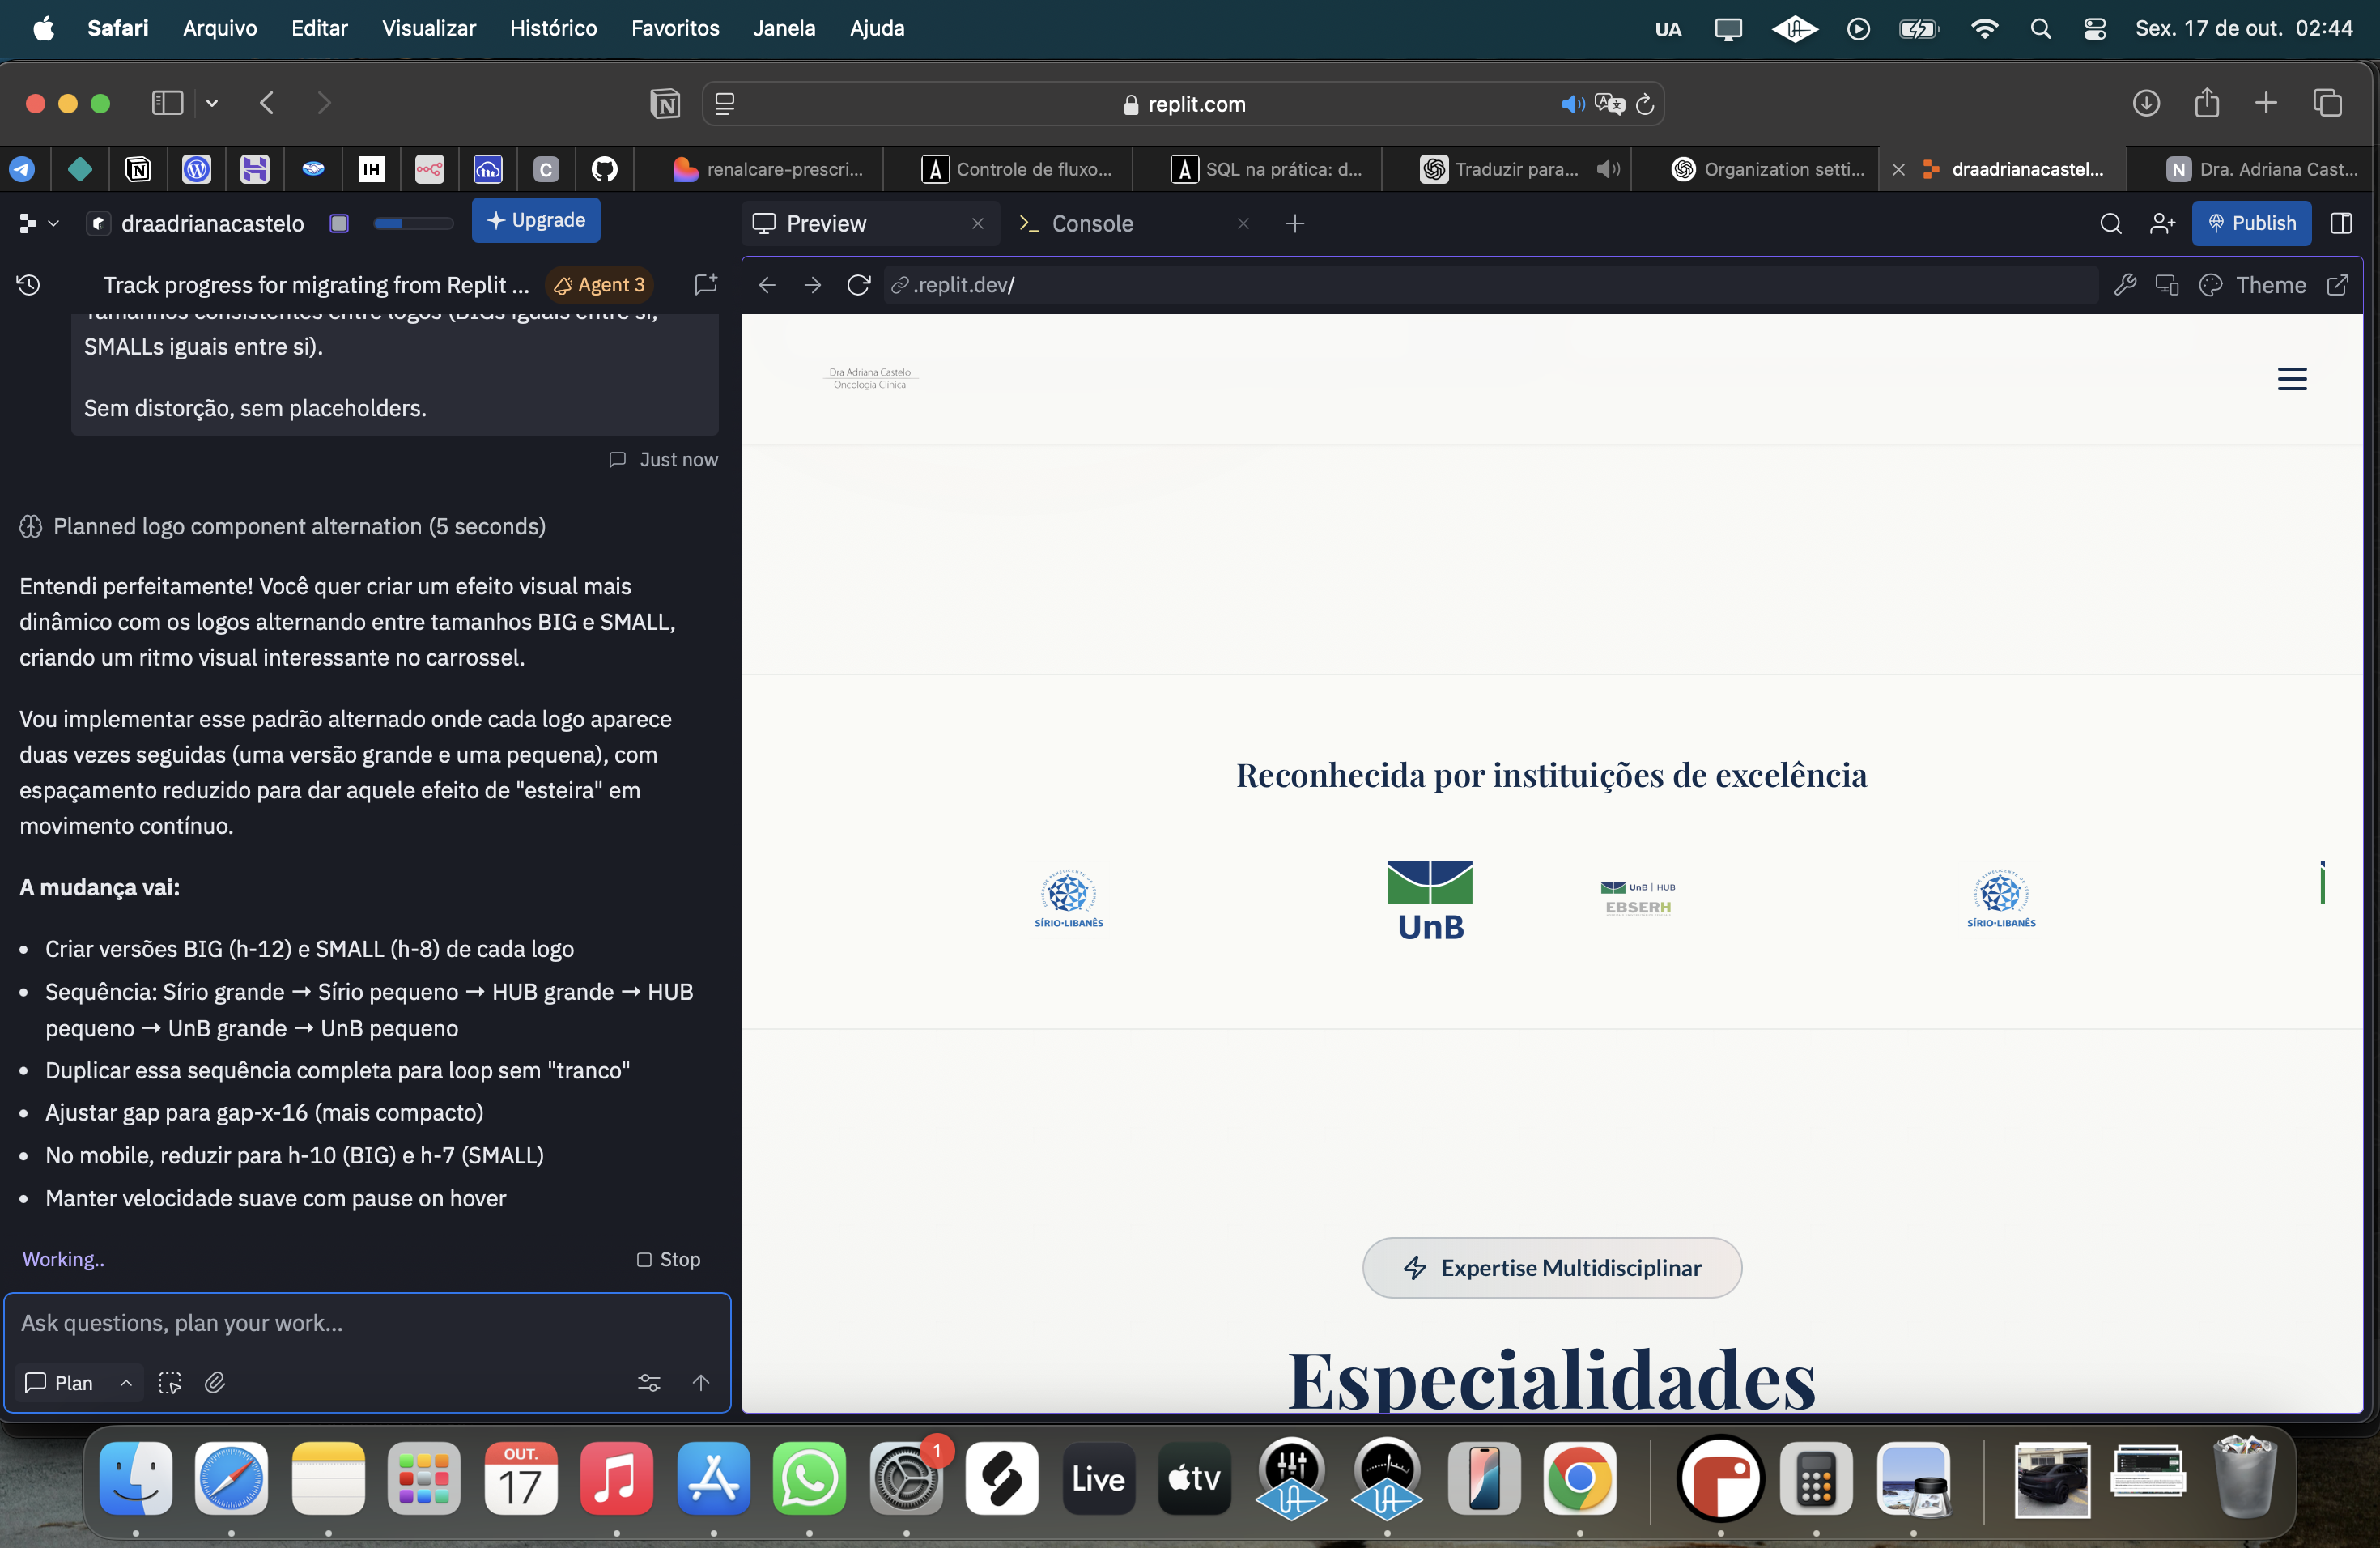 Safari Arquivo Editar Visualizar Histórico Favoritos Janela Ajuda UA Sex. 17 de out. 02:44
replit.com
renalcare-prescri... Controle de fluxo... SQL na prática: d... Traduzir para... Organization setti... draadrianacastel... Dra. Adriana Cast...
draadrianacastelo Upgrade Preview Console Publish
Track progress for migrating from Replit ... Agent 3
.replit.dev/ Theme
SMALLs iguais entre si).
Sem distorção, sem placeholders.
Just now
Planned logo component alternation (5 seconds)
Entendi perfeitamente! Você quer criar um efeito visual mais
dinâmico com os logos alternando entre tamanhos BIG e SMALL,
criando um ritmo visual interessante no carrossel.
Vou implementar esse padrão alternado onde cada logo aparece
duas vezes seguidas (uma versão grande e uma pequena), com
espaçamento reduzido para dar aquele efeito de "esteira" em
movimento contínuo.
A mudança vai:
• Criar versões BIG (h-12) e SMALL (h-8) de cada logo
• Sequência: Sírio grande → Sírio pequeno → HUB grande → HUB
pequeno → UnB grande → UnB pequeno
• Duplicar essa sequência completa para loop sem "tranco"
• Ajustar gap para gap-x-16 (mais compacto)
• No mobile, reduzir para h-10 (BIG) e h-7 (SMALL)
• Manter velocidade suave com pause on hover
Working..
Stop
Ask questions, plan your work...
Plan
Dra Adriana Castelo
Oncologia Clínica
Reconhecida por instituições de excelência
SÍRIO-LIBANÊS
UnB
UnB | HUB
EBSERH
SÍRIO-LIBANÊS
Expertise Multidisciplinar
Especialidades
OUT.
17
1
Live
tv